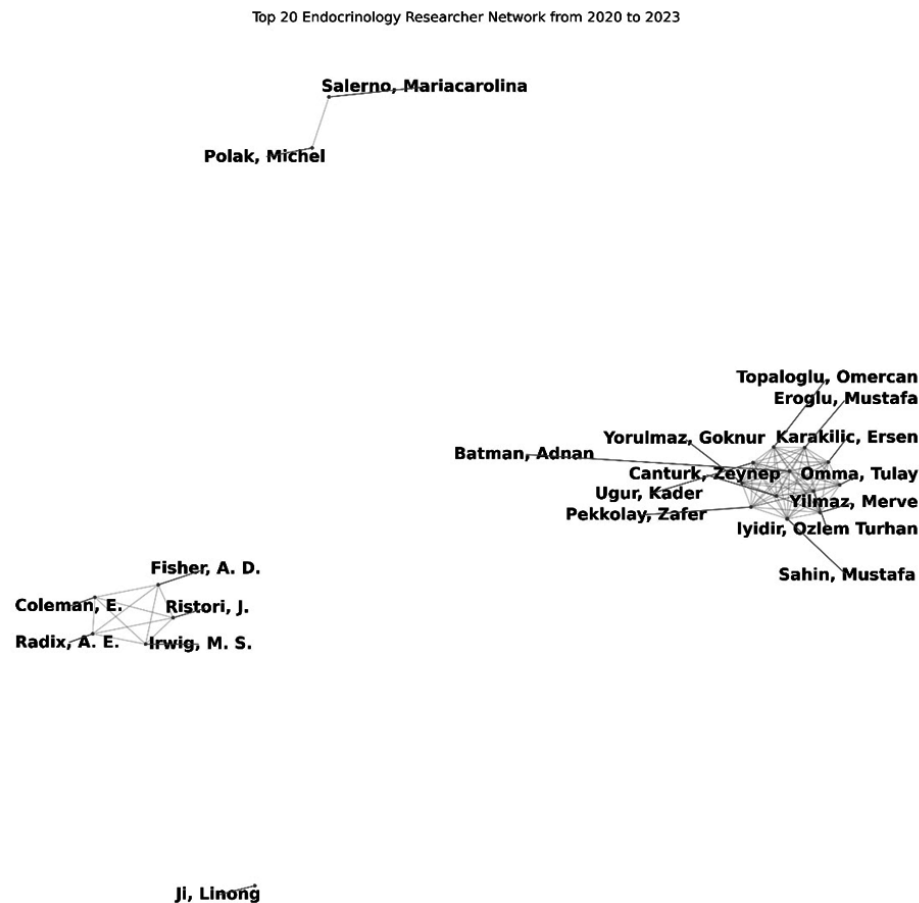 Top 20 Endocrinology Researcher Network from 2020 to 2023
Salerno, Mariacarolina
Polak, Michel
Topaloglu, Omercan
Eroglu, Mustafa
Yorulmaz, Goknur
Karakilic, Ersen
Batman, Adnan
Canturk, Zeynep
Omma, Tulay
Ugur, Kader
Yilmaz, Merve
Pekkolay, Zafer
Iyidir, Ozlem Turhan
Sahin, Mustafa
Fisher, A. D.
Coleman, E.
Ristori, J.
Radix, A. E.
Irwig, M. S.
Ji, Linong